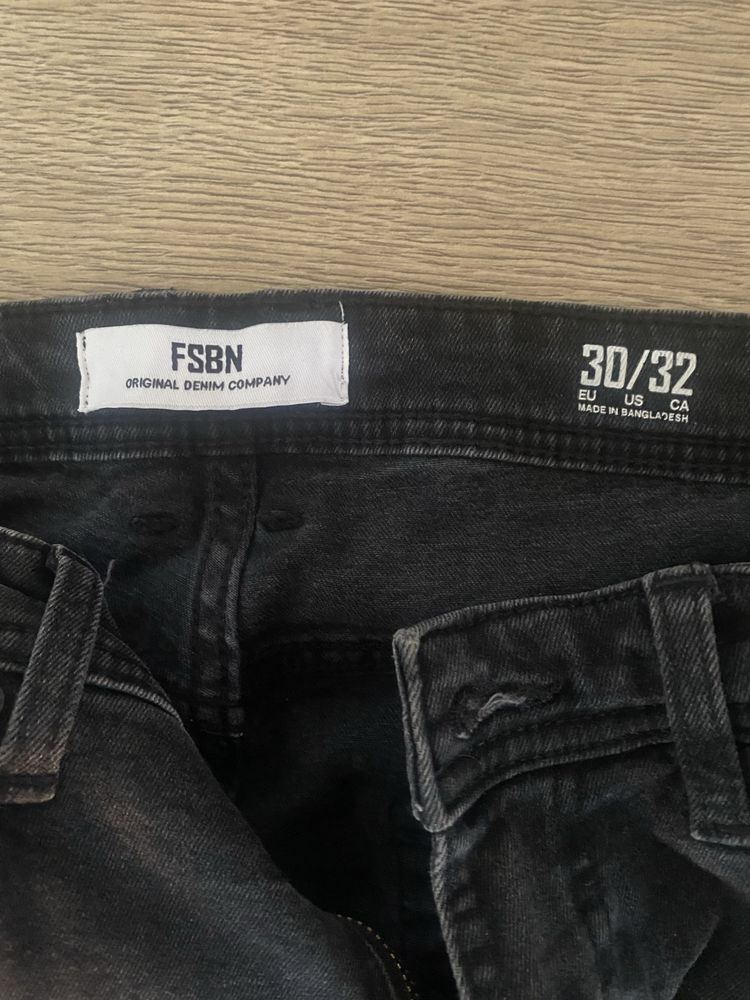 FSBN
ORIGINAL DENIM COMPANY
30/32
EU US CA
MADE IN BANGLADESH